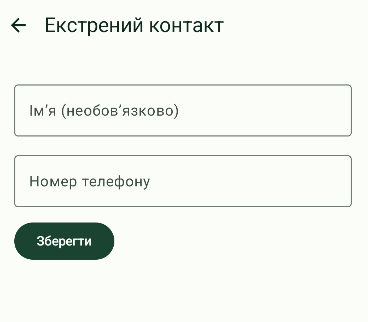 Екстрений контакт
Ім’я (необов’язково)
Номер телефону
Зберегти